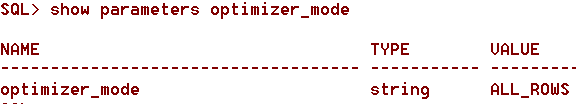 SQL> show parameters optimizer_mode
NAME TYPE VALUE
------------------------------------ ----------- ---------
optimizer_mode string ALL_ROWS